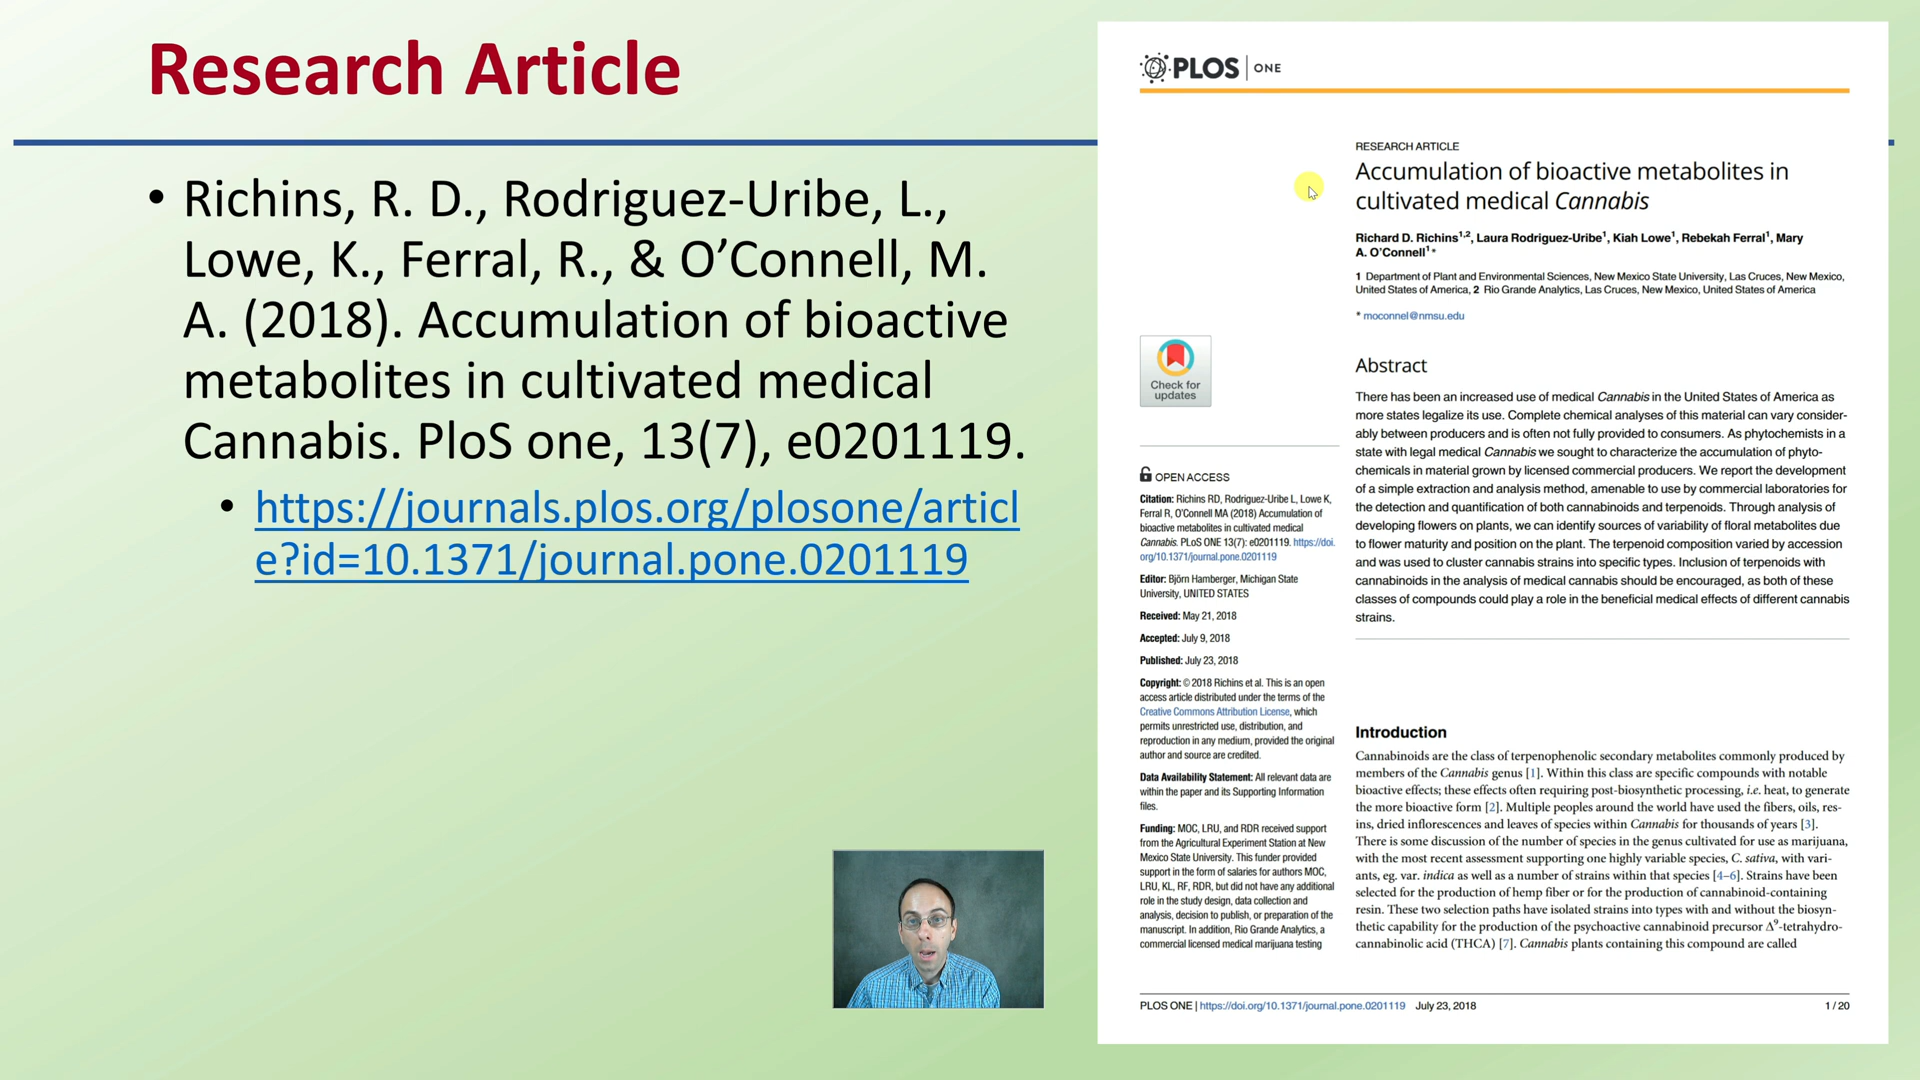 Research Article
• Richins, R. D., Rodriguez-Uribe, L.,
Lowe, K., Ferral, R., & O’Connell, M.
A. (2018). Accumulation of bioactive
metabolites in cultivated medical
Cannabis. PloS one, 13(7), e0201119.
• https://journals.plos.org/plosone/articl
e?id=10.1371/journal.pone.0201119
PLOS | ONE
RESEARCH ARTICLE
Accumulation of bioactive metabolites in
cultivated medical Cannabis
Richard D. Richins1,2, Laura Rodriguez-Uribe1, Kiah Lowe1, Rebekah Ferral1, Mary
A. O’Connell1*
1 Department of Plant and Environmental Sciences, New Mexico State University, Las Cruces, New Mexico,
United States of America, 2 Rio Grande Analytics, Las Cruces, New Mexico, United States of America
* moconnel@nmsu.edu
Check for
updates
OPEN ACCESS
Citation: Richins RD, Rodriguez-Uribe L, Lowe K,
Ferral R, O’Connell MA (2018) Accumulation of
bioactive metabolites in cultivated medical
Cannabis. PLoS ONE 13(7): e0201119. https://doi.
org/10.1371/journal.pone.0201119
Editor: Björn Hamberger, Michigan State
University, UNITED STATES
Received: May 21, 2018
Accepted: July 9, 2018
Published: July 23, 2018
Copyright: © 2018 Richins et al. This is an open
access article distributed under the terms of the
Creative Commons Attribution License, which
permits unrestricted use, distribution, and
reproduction in any medium, provided the original
author and source are credited.
Data Availability Statement: All relevant data are
within the paper and its Supporting Information
files.
Funding: MOC, LRU, and RDR received support
from the Agricultural Experiment Station at New
Mexico State University. This funder provided
support in the form of salaries for authors MOC,
LRU, KL, RF, RDR, but did not have any additional
role in the study design, data collection and
analysis, decision to publish, or preparation of the
manuscript. In addition, Rio Grande Analytics, a
commercial licensed medical marijuana testing
Abstract
There has been an increased use of medical Cannabis in the United States of America as
more states legalize its use. Complete chemical analyses of this material can vary consider-
ably between producers and is often not fully provided to consumers. As phytochemists in a
state with legal medical Cannabis we sought to characterize the accumulation of phyto-
chemicals in material grown by licensed commercial producers. We report the development
of a simple extraction and analysis method, amenable to use by commercial laboratories for
the detection and quantification of both cannabinoids and terpenoids. Through analysis of
developing flowers on plants, we can identify sources of variability of floral metabolites due
to flower maturity and position on the plant. The terpenoid composition varied by accession
and was used to cluster cannabis strains into specific types. Inclusion of terpenoids with
cannabinoids in the analysis of medical cannabis should be encouraged, as both of these
classes of compounds could play a role in the beneficial medical effects of different cannabis
strains.
Introduction
Cannabinoids are the class of terpenophenolic secondary metabolites commonly produced by
members of the Cannabis genus [1]. Within this class are specific compounds with notable
bioactive effects; these effects often requiring post-biosynthetic processing, i.e. heat, to generate
the more bioactive form [2]. Multiple peoples around the world have used the fibers, oils, res-
ins, dried inflorescences and leaves of species within Cannabis for thousands of years [3].
There is some discussion of the number of species in the genus cultivated for use as marijuana,
with the most recent assessment supporting one highly variable species, C. sativa, with vari-
ants, eg. var. indica as well as a number of strains within that species [4–6]. Strains have been
selected for the production of hemp fiber or for the production of cannabinoid-containing
resin. These two selection paths have isolated strains into types with and without the biosyn-
thetic capability for the production of the psychoactive cannabinoid precursor Δ9-tetrahydro-
cannabinolic acid (THCA) [7]. Cannabis plants containing this compound are called
PLOS ONE | https://doi.org/10.1371/journal.pone.0201119 July 23, 2018
1 / 20